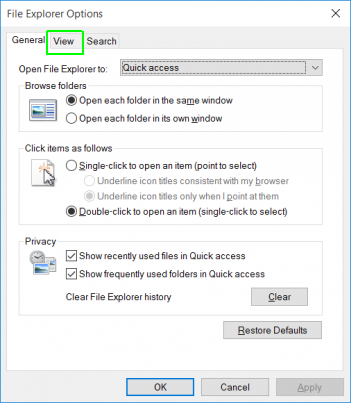 File Explorer Options
General View Search
Open File Explorer to: Quick access
Browse folders
Open each folder in the same window
Open each folder in its own window
Click items as follows
Single-click to open an item (point to select)
Underline icon titles consistent with my browser
Underline icon titles only when I point at them
Double-click to open an item (single-click to select)
Privacy
Show recently used files in Quick access
Show frequently used folders in Quick access
Clear File Explorer history Clear
Restore Defaults
OK Cancel Apply